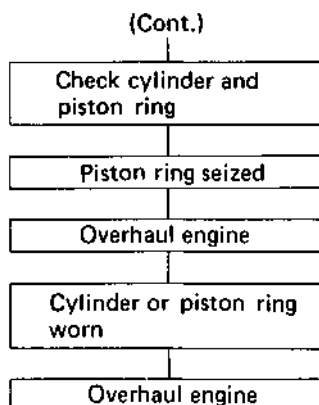 (Cont.)
Check cylinder and
piston ring
Piston ring seized
Overhaul engine
Cylinder or piston ring
worn
Overhaul engine